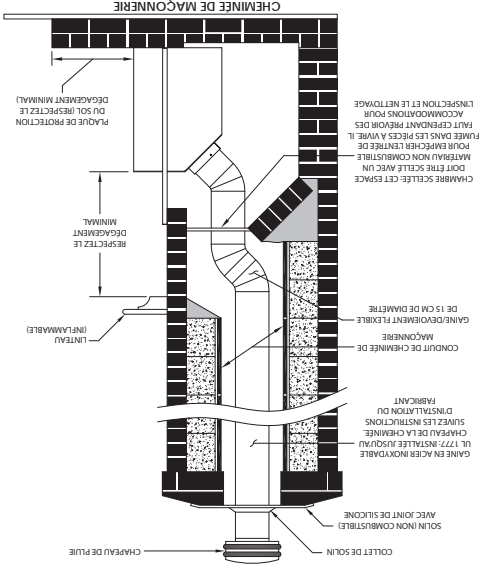 CHAPEAU DE PLUIE
COLLET DE SOLIN
SOLIN (NON COMBUSTIBLE)
AVEC JOINT DE SILICONE
GAINE EN ACIER INOXYDABLE
UL 1777: INSTALLÉE JUSQU'AU
CHAPEAU DE LA CHEMINÉE.
SUIVEZ LES INSTRUCTIONS
D'INSTALLATION DU
FABRICANT
CONDUIT DE CHEMINÉE DE
MAÇONNERIE
GAINE/DÉVOIEMENT FLEXIBLE
DE 15 CM DE DIAMÈTRE
LINTEAU
(INFLAMMABLE)
RESPECTEZ LE
DÉGAGEMENT
MINIMAL
CHAMBRE SCELLÉE: CET ESPACE
DOIT ÊTRE SCELLÉ AVEC UN
MATÉRIAU NON COMBUSTIBLE
POUR EMPÊCHER L'ENTRÉE DE
FUMÉE DANS LES PIÈCES À VIVRE. IL
FAUT CEPENDANT PRÉVOIR DES
ACCOMMODATIONS POUR
L'INSPECTION ET LE NETTOYAGE
PLAQUE DE PROTECTION
DU SOL (RESPECTEZ LE
DÉGAGEMENT MINIMAL)
CHEMINÉE DE MAÇONNERIE